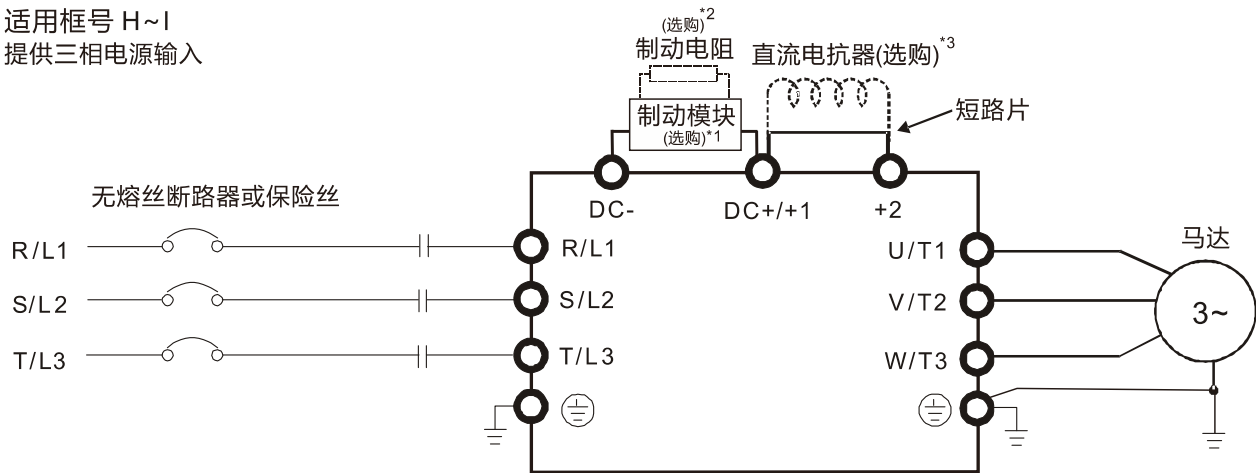 适用框号 H~I
提供三相电源输入
(选购)*2
制动电阻
直流电抗器(选购)*3
制动模块
(选购)*1
短路片
无熔丝断路器或保险丝
DC-
DC+/+1
+2
马达
R/L1
R/L1
U/T1
S/L2
S/L2
V/T2
3~
T/L3
T/L3
W/T3